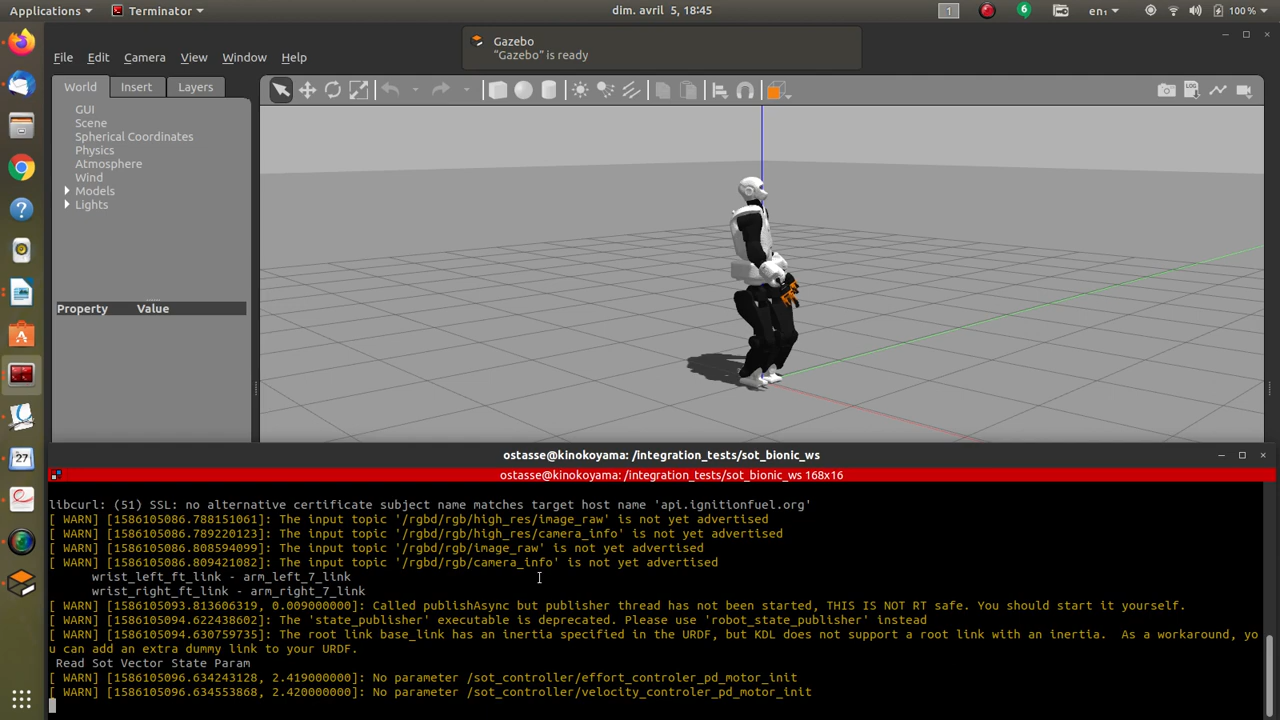 Applications
Terminator
dim. avril 5, 18:45
1
6
en₁
100 %
Gazebo
“Gazebo” is ready
File Edit Camera View Window Help
World Insert Layers
GUI
Scene
Spherical Coordinates
Physics
Atmosphere
Wind
Models
Lights
Property Value
LOG
27
ostasse@kinokoyama: /integration_tests/sot_bionic_ws
ostasse@kinokoyama: /integration_tests/sot_bionic_ws 168x16
libcurl: (51) SSL: no alternative certificate subject name matches target host name 'api.ignitionfuel.org'
[ WARN] [1586105086.788151061]: The input topic '/rgbd/rgb/high_res/image_raw' is not yet advertised
[ WARN] [1586105086.789220123]: The input topic '/rgbd/rgb/high_res/camera_info' is not yet advertised
[ WARN] [1586105086.808594099]: The input topic '/rgbd/rgb/image_raw' is not yet advertised
[ WARN] [1586105086.809421082]: The input topic '/rgbd/rgb/camera_info' is not yet advertised
wrist_left_ft_link - arm_left_7_link
wrist_right_ft_link - arm_right_7_link
[ WARN] [1586105093.813606319, 0.009000000]: Called publishAsync but publisher thread has not been started, THIS IS NOT RT safe. You should start it yourself.
[ WARN] [1586105094.622438602]: The 'state_publisher' executable is deprecated. Please use 'robot_state_publisher' instead
[ WARN] [1586105094.630759735]: The root link base_link has an inertia specified in the URDF, but KDL does not support a root link with an inertia.  As a workaround, yo
u can add an extra dummy link to your URDF.
Read Sot Vector State Param
[ WARN] [1586105096.634243128, 2.419000000]: No parameter /sot_controller/effort_controler_pd_motor_init
[ WARN] [1586105096.634553868, 2.420000000]: No parameter /sot_controller/velocity_controler_pd_motor_init